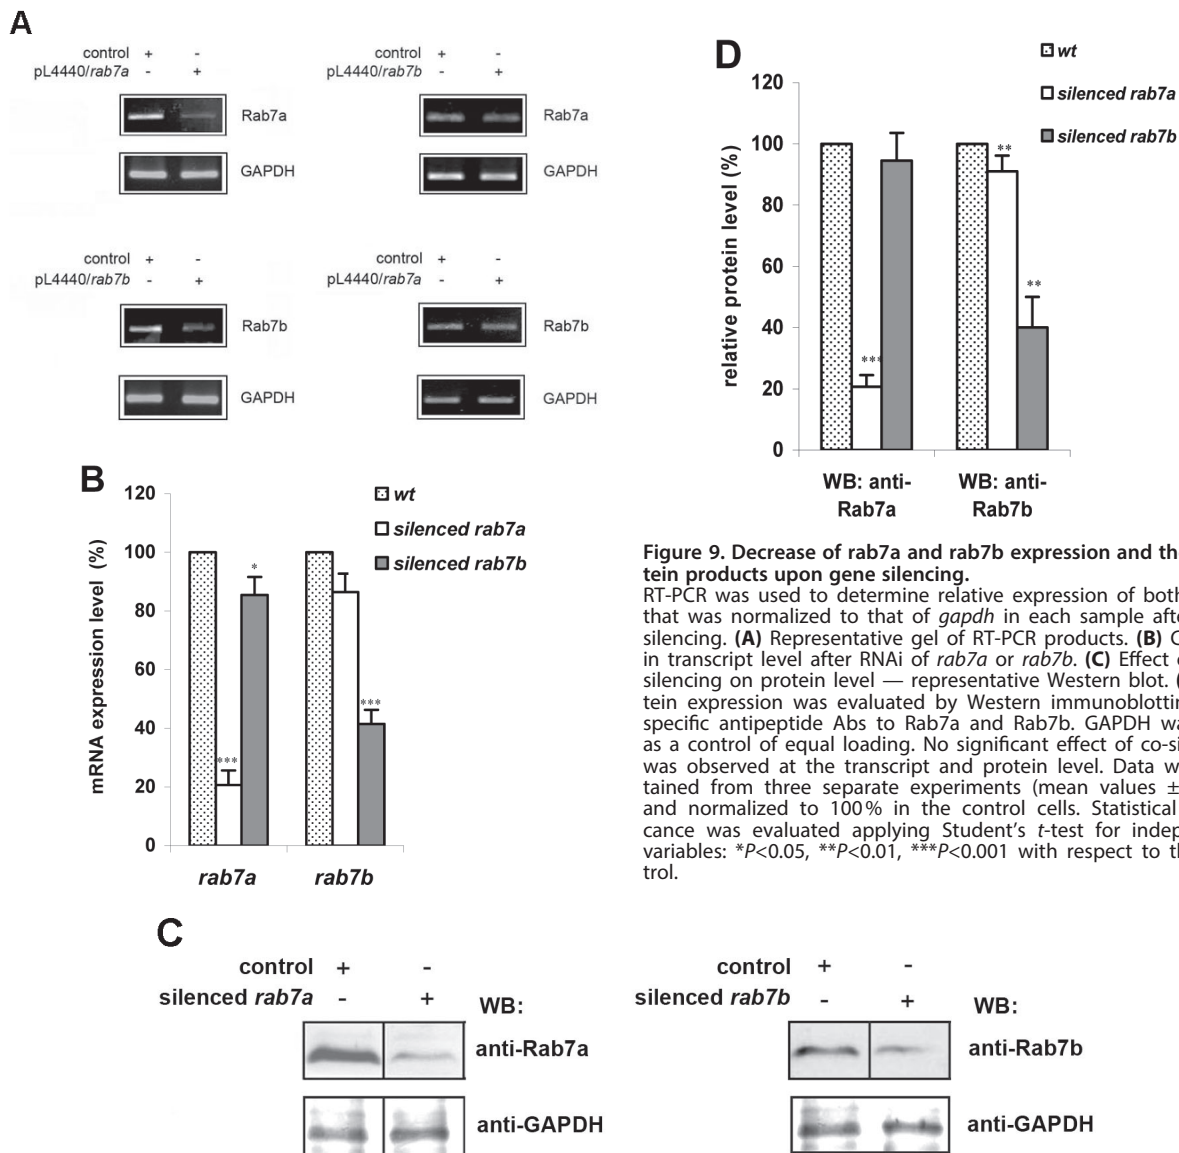 A
control + -
pL4440/rab7a - +
Rab7a
GAPDH
control + -
pL4440/rab7b - +
Rab7a
GAPDH
control + -
pL4440/rab7b - +
Rab7b
GAPDH
control + -
pL4440/rab7a - +
Rab7b
GAPDH
B
mRNA expression level (%)
120
100
80
60
40
20
0
***
*
***
rab7a rab7b
wt
silenced rab7a
silenced rab7b
D
relative protein level (%)
120
100
80
60
40
20
0
***
**
**
WB: anti-
Rab7a
WB: anti-
Rab7b
wt
silenced rab7a
silenced rab7b
Figure 9. Decrease of rab7a and rab7b expression and the
tein products upon gene silencing.
RT-PCR was used to determine relative expression of both
that was normalized to that of gapdh in each sample afte
silencing. (A) Representative gel of RT-PCR products. (B) C
in transcript level after RNAi of rab7a or rab7b. (C) Effect
silencing on protein level — representative Western blot. (
tein expression was evaluated by Western immunoblottin
specific antipeptide Abs to Rab7a and Rab7b. GAPDH wa
as a control of equal loading. No significant effect of co-si
was observed at the transcript and protein level. Data w
tained from three separate experiments (mean values ±
and normalized to 100% in the control cells. Statistical
cance was evaluated applying Student's t-test for indep
variables: *P<0.05, **P<0.01, ***P<0.001 with respect to th
trol.
C
control + -
silenced rab7a - + WB:
anti-Rab7a
anti-GAPDH
control + -
silenced rab7b - + WB:
anti-Rab7b
anti-GAPDH